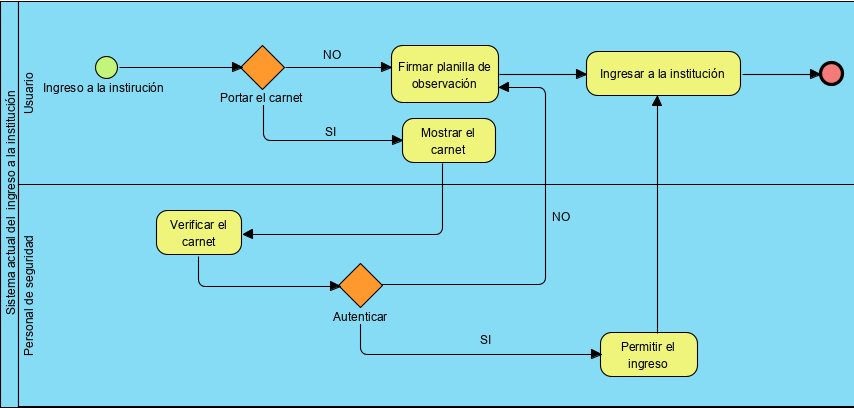 Sistema actual del ingreso a la institución
Usuario
Ingreso a la instirución
Portar el carnet
NO
SI
Firmar planilla de
observación
Mostrar el
carnet
Ingresar a la institución
Personal de seguridad
Verificar el
carnet
Autenticar
NO
SI
Permitir el
ingreso